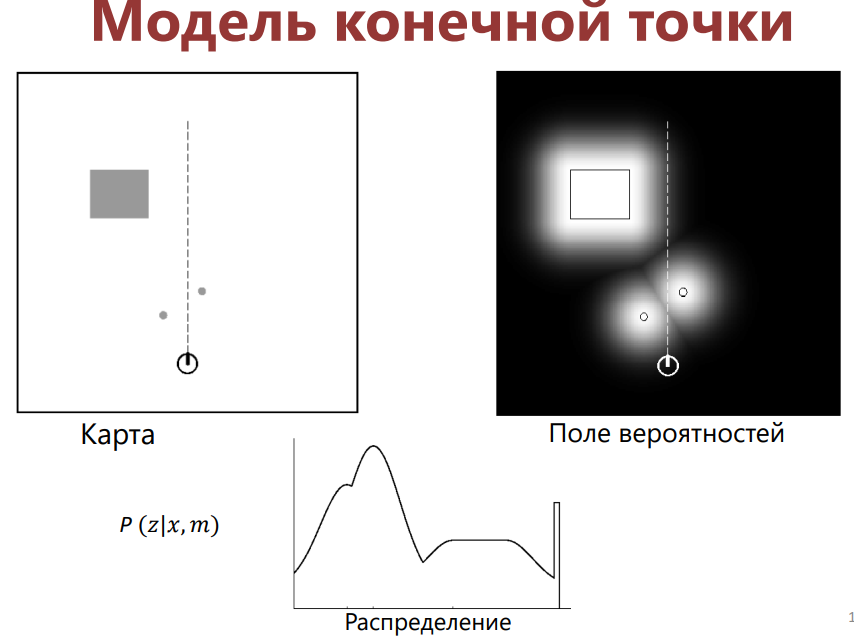 Модель конечной точки
Карта
Поле вероятностей
P (z|x, m)
Распределение
1